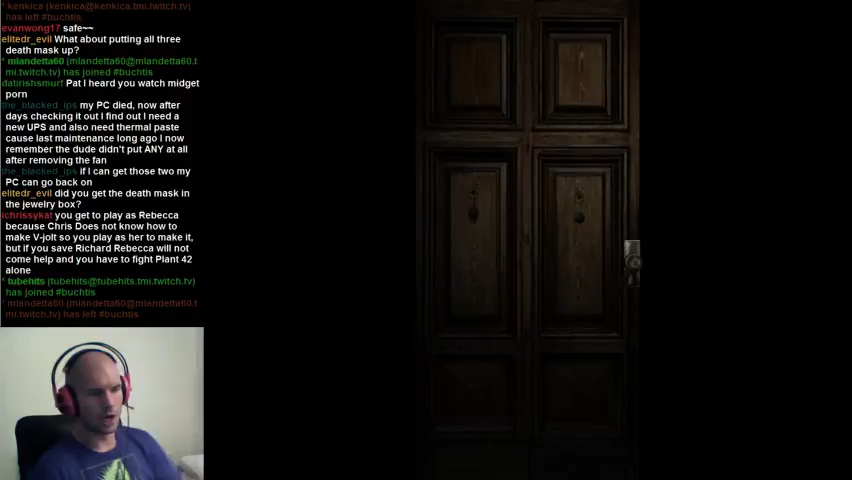 * kenkica (kenkica@kenkica.tmi.twitch.tv)
has left #buchtis
evanwong17 safe~~
elitedr_evil What about putting all three
death mask up?
* mlandetta60 (mlandetta60@mlandetta60.t
mi.twitch.tv) has joined #buchtis
datirishsmurf Pat I heard you watch midget
porn
the_blacked_ips my PC died, now after
days checking it out I find out I need a
new UPS and also need thermal paste
cause last maintenance long ago I now
remember the dude didn't put ANY at all
after removing the fan
the_blacked_ips if I can get those two my
PC can go back on
elitedr_evil did you get the death mask in
the jewelry box?
ichrissykat you get to play as Rebecca
because Chris Does not know how to
make V-jolt so you play as her to make it,
but if you save Richard Rebecca will not
come help and you have to fight Plant 42
alone
* tubehits (tubehits@tubehits.tmi.twitch.tv)
has joined #buchtis
* mlandetta60 (mlandetta60@mlandetta60.t
mi.twitch.tv) has left #buchtis